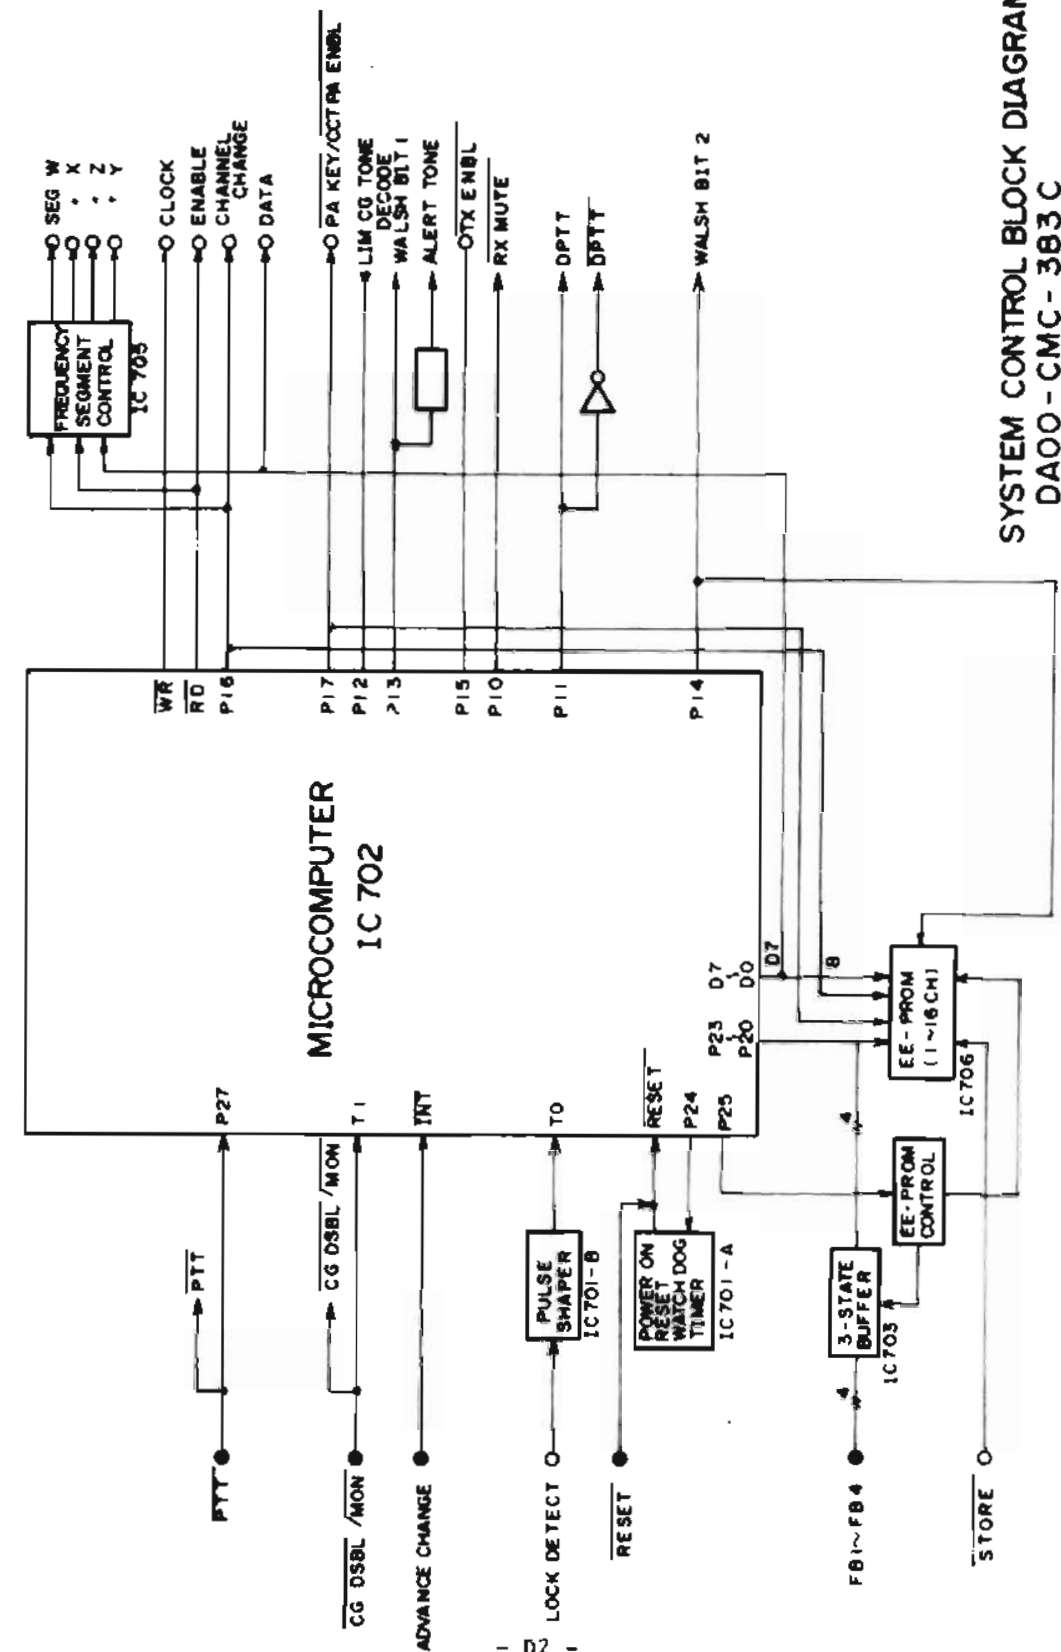 SEG W
" X
" Z
" Y
CLOCK
ENABLE
CHANNEL
CHANGE
DATA
FREQUENCY
SEGMENT
CONTROL
IC 705
PA KEY/CCT PA ENBL
LIM CG TONE
DECODE
WALSH BIT 1
ALERT TONE
TX ENBL
RX MUTE
DPTT
DPTT
WALSH BIT 2
WR
RD
P16
P17
P12
P13
P15
P10
P11
P14
MICROCOMPUTER
IC 702
P27
T1
INT
T0
RESET
P24
P25
P23
P20
D7
D0
D7
8
PTT
PTT
CG DSBL /MON
CG DSBL /MON
ADVANCE CHANGE
LOCK DETECT
PULSE
SHAPER
IC701-B
RESET
POWER ON
RESET
WATCH DOG
TIMER
IC701-A
FB1~FB4
4
3-STATE
BUFFER
IC703
4
EE-PROM
CONTROL
EE-PROM
(1~16CH)
IC706
STORE
SYSTEM CONTROL BLOCK DIAGRAM
DA00-CMC-383C
- D2 -